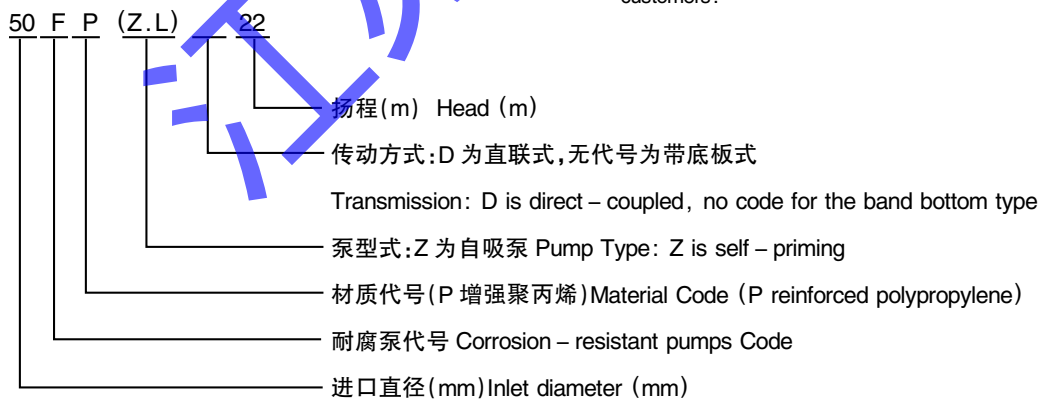 customers.
50 F P (Z.L) 22
扬程(m) Head (m)
传动方式:D 为直联式,无代号为带底板式
Transmission: D is direct – coupled, no code for the band bottom type
泵型式:Z 为自吸泵 Pump Type: Z is self – priming
材质代号(P 增强聚丙烯)Material Code (P reinforced polypropylene)
耐腐泵代号 Corrosion – resistant pumps Code
进口直径(mm)Inlet diameter (mm)